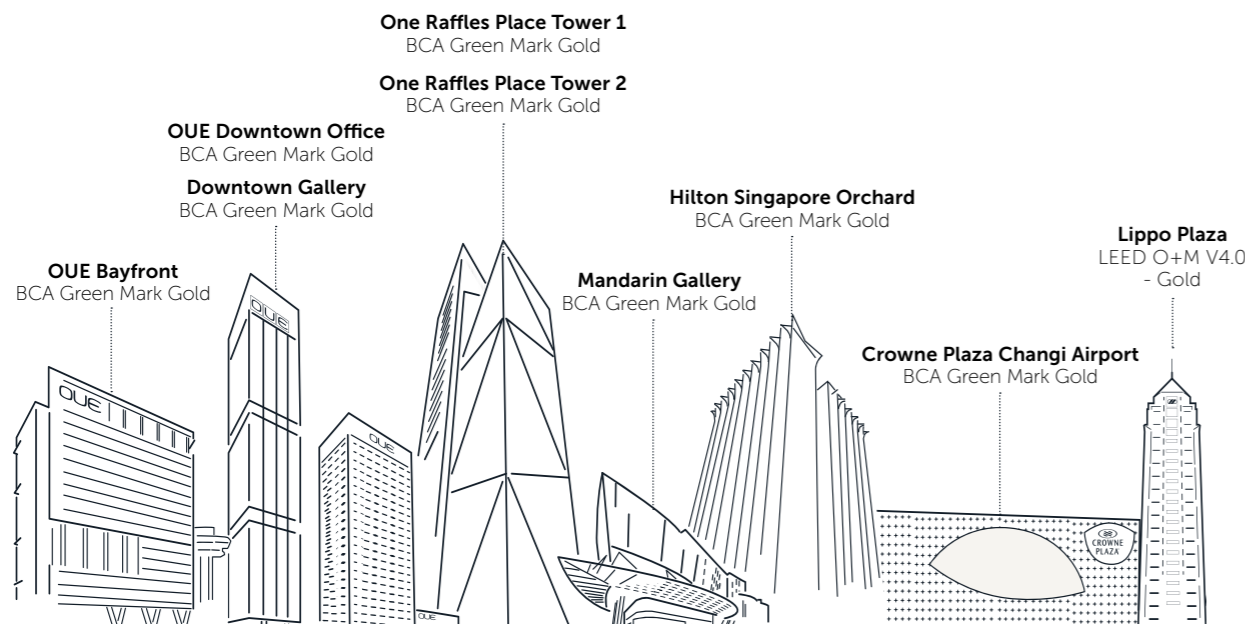 One Raffles Place Tower 1
BCA Green Mark Gold
One Raffles Place Tower 2
BCA Green Mark Gold
OUE Downtown Office
BCA Green Mark Gold
Downtown Gallery
BCA Green Mark Gold
Hilton Singapore Orchard
BCA Green Mark Gold
Lippo Plaza
LEED O+M V4.0
- Gold
OUE Bayfront
BCA Green Mark Gold
Mandarin Gallery
BCA Green Mark Gold
Crowne Plaza Changi Airport
BCA Green Mark Gold
OUE
OUE
OUE
OUE
CROWNE
PLAZA